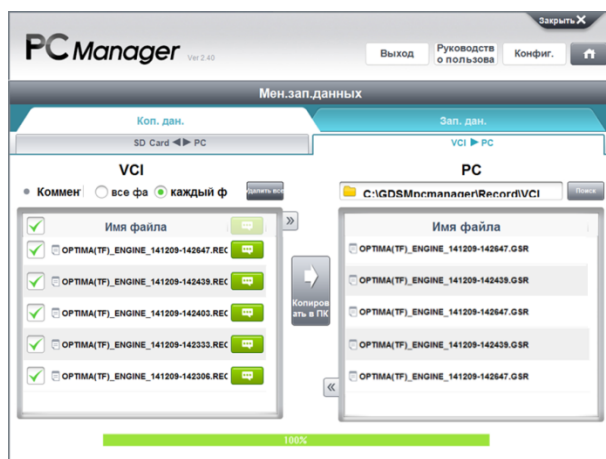 Закрыть X
PC Manager Ver 2.40
Выход
Руководств
о пользова
Конфиг.
Мен.зап.данных
Коп. дан.
Зап. дан.
SD Card ◀▶ PC
VCI ▶ PC
VCI
PC
Коммен
все фа
каждый ф
далить все
C:\GDSMpcmanager\Record\VCI
Поиск
Имя файла
OPTIMA(TF)_ENGINE_141209-142647.REC
OPTIMA(TF)_ENGINE_141209-142439.REC
OPTIMA(TF)_ENGINE_141209-142403.REC
OPTIMA(TF)_ENGINE_141209-142333.REC
OPTIMA(TF)_ENGINE_141209-142306.REC
»
Копиров
ать в ПК
«
Имя файла
OPTIMA(TF)_ENGINE_141209-142647.GSR
OPTIMA(TF)_ENGINE_141209-142439.GSR
OPTIMA(TF)_ENGINE_141209-142647.GSR
OPTIMA(TF)_ENGINE_141209-142439.GSR
OPTIMA(TF)_ENGINE_141209-142647.GSR
100%